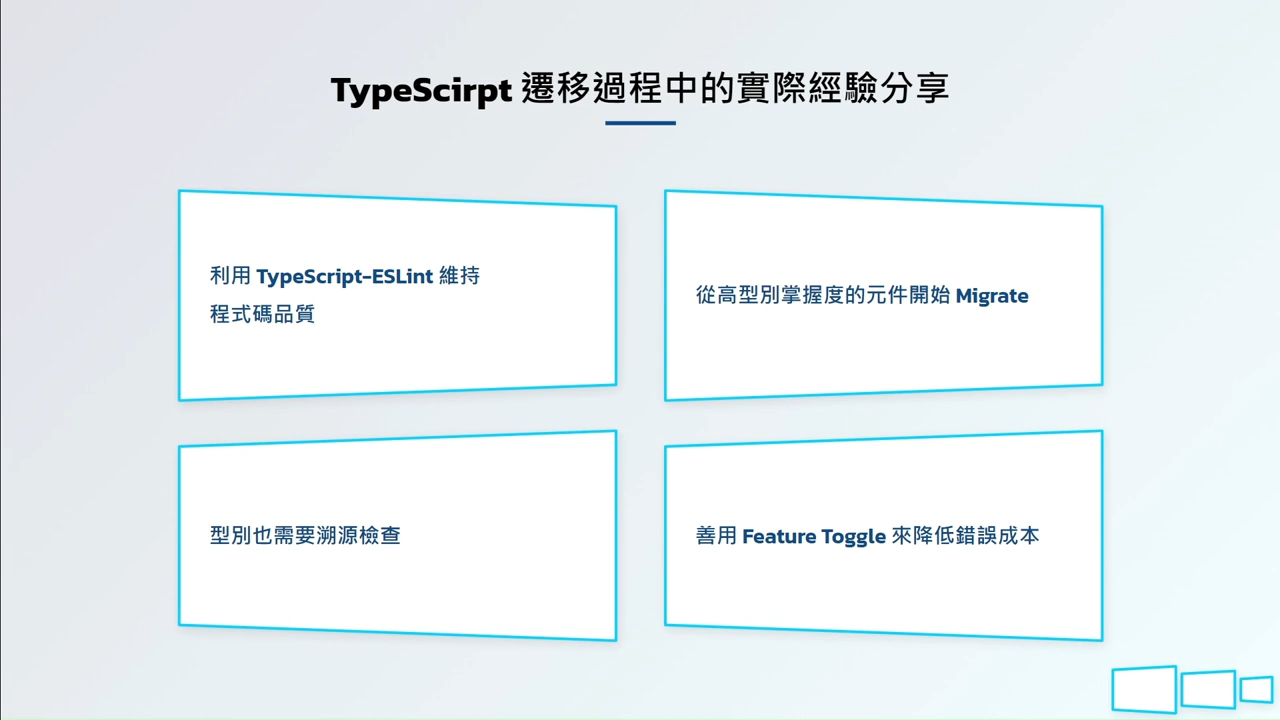 TypeScirpt 遷移過程中的實際經驗分享
利用 TypeScript-ESLint 維持
程式碼品質
從高型別掌握度的元件開始 Migrate
型別也需要溯源檢查
善用 Feature Toggle 來降低錯誤成本